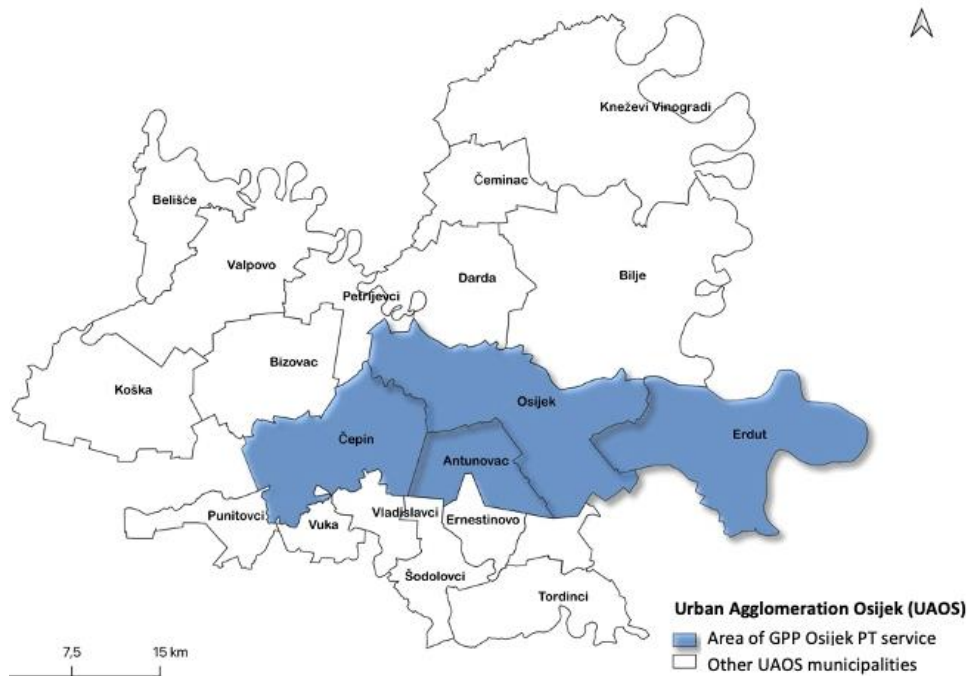 Kneževi Vinogradi
Čeminac
Belišće
Valpovo
Darda
Bilje
Petrijevci
Bizovac
Koška
Osijek
Čepin
Erdut
Antunovac
Punitovci
Vladislavci
Ernestinovo
Vuka
Šodolovci
Tordinci
Urban Agglomeration Osijek (UAOS)
Area of GPP Osijek PT service
Other UAOS municipalities
7,5 15 km